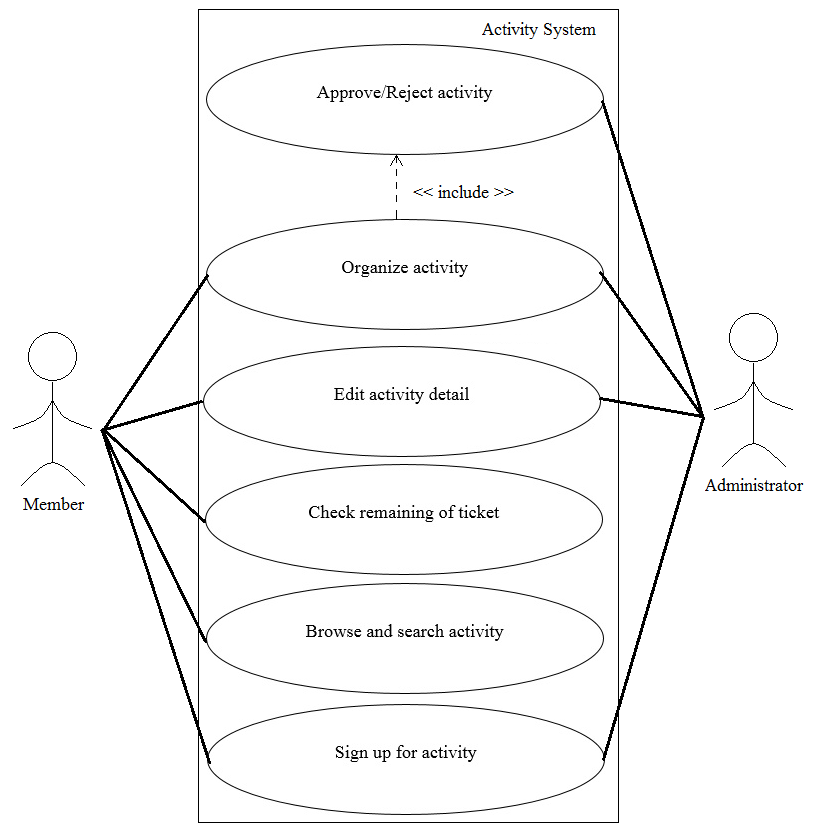 Activity System
Approve/Reject activity
<< include >>
Organize activity
Edit activity detail
Member
Administrator
Check remaining of ticket
Browse and search activity
Sign up for activity